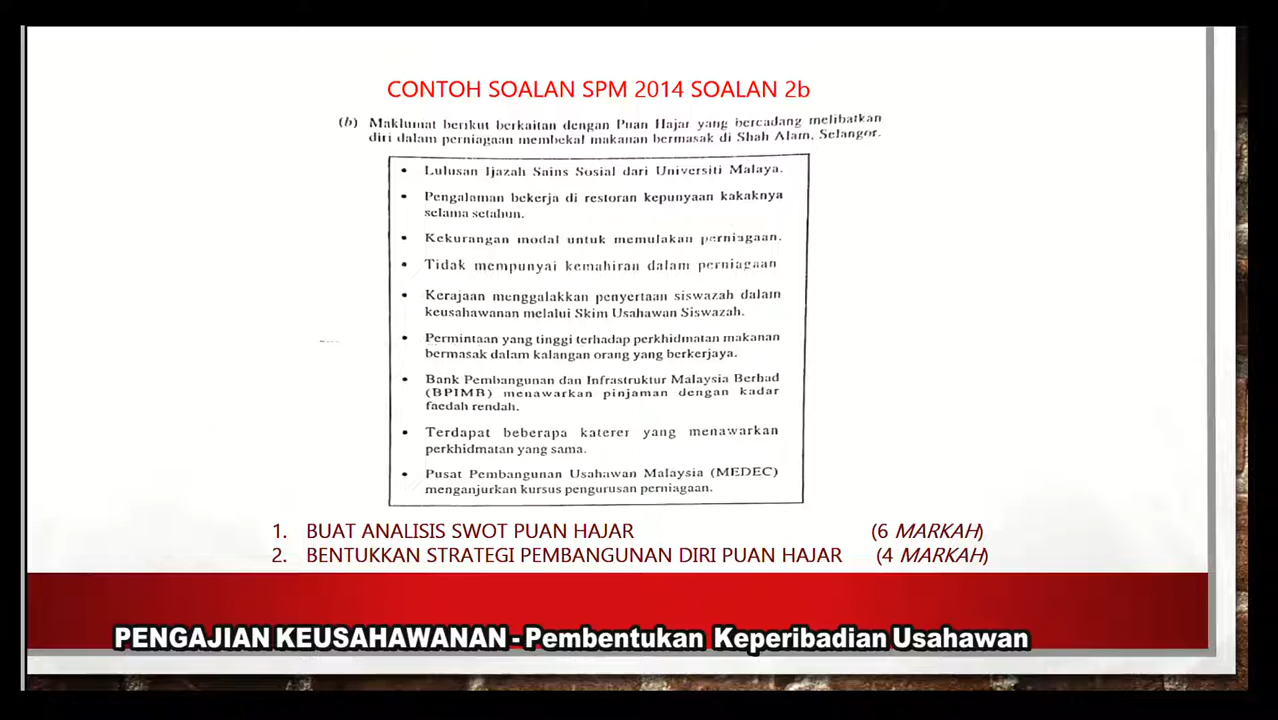 CONTOH SOALAN SPM 2014 SOALAN 2b
(b) Maklumat berikut berkaitan dengan Puan Hajar yang bercadang melibatkan
diri dalam perniagaan membekal makanan bermasak di Shah Alam, Selangor.
• Lulusan Ijazah Sains Sosial dari Universiti Malaya.
• Pengalaman bekerja di restoran kepunyaan kakaknya
selama setahun.
• Kekurangan modal untuk memulakan perniagaan.
• Tidak mempunyai kemahiran dalam perniagaan
• Kerajaan menggalakkan penyertaan siswazah dalam
keusahawanan melalui Skim Usahawan Siswazah.
• Permintaan yang tinggi terhadap perkhidmatan makanan
bermasak dalam kalangan orang yang berkerjaya.
• Bank Pembangunan dan Infrastruktur Malaysia Berhad
(BPIMB) menawarkan pinjaman dengan kadar
faedah rendah.
• Terdapat beberapa katerer yang menawarkan
perkhidmatan yang sama.
• Pusat Pembangunan Usahawan Malaysia (MEDEC)
menganjurkan kursus pengurusan perniagaan.
1. BUAT ANALISIS SWOT PUAN HAJAR (6 MARKAH)
2. BENTUKKAN STRATEGI PEMBANGUNAN DIRI PUAN HAJAR (4 MARKAH)
PENGAJIAN KEUSAHAWANAN - Pembentukan Keperibadian Usahawan